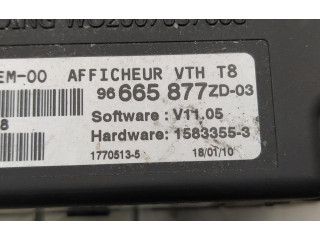 EM-00 AFFICHEUR VTH T8
96 665 877ZD-03
8
Software : V11.05
Hardware: 1583355-3
1770513-5 18/01/10